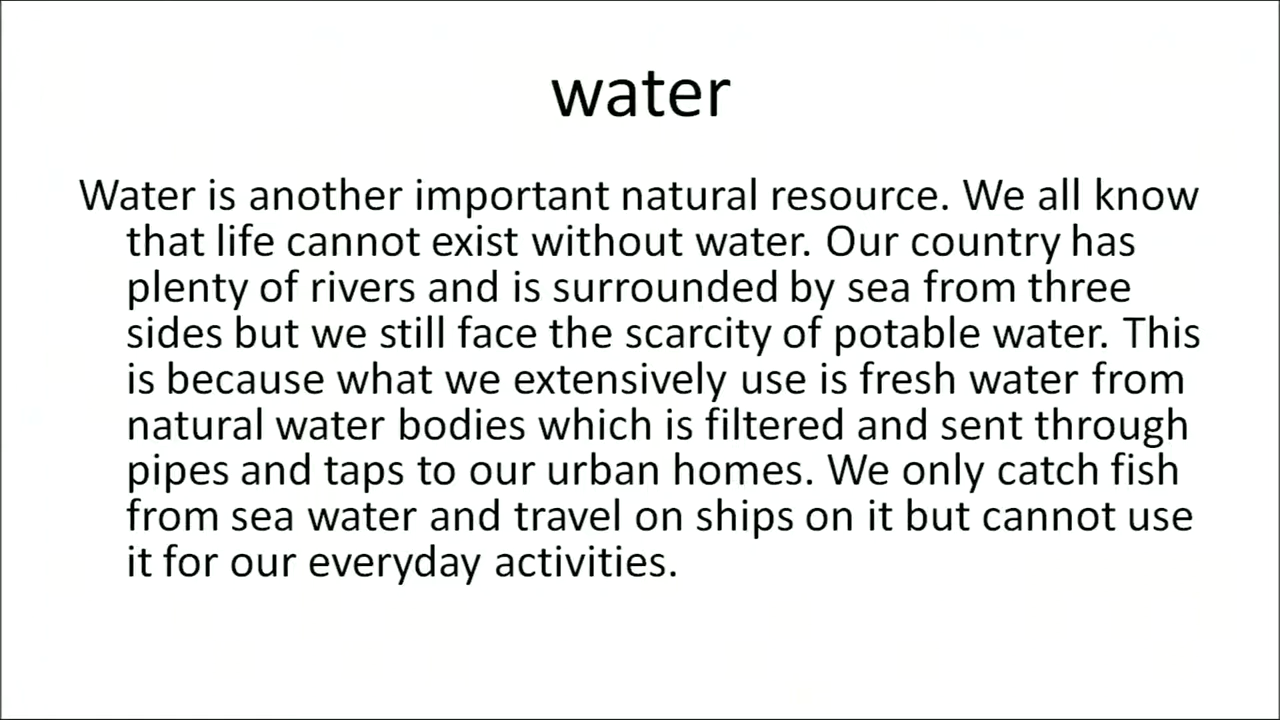 water
Water is another important natural resource. We all know
that life cannot exist without water. Our country has
plenty of rivers and is surrounded by sea from three
sides but we still face the scarcity of potable water. This
is because what we extensively use is fresh water from
natural water bodies which is filtered and sent through
pipes and taps to our urban homes. We only catch fish
from sea water and travel on ships on it but cannot use
it for our everyday activities.